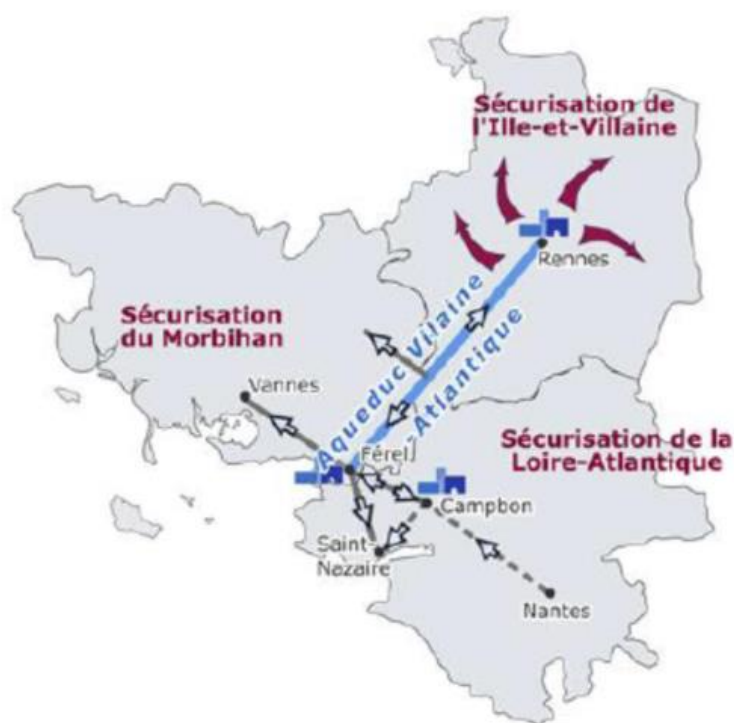 Sécurisation de
l'Ille-et-Villaine
Rennes
Sécurisation
du Morbihan
Aqueduc Vilaine
-Atlantique
Vannes
Férel
Sécurisation de la
Loire-Atlantique
Campbon
Saint-
Nazaire
Nantes